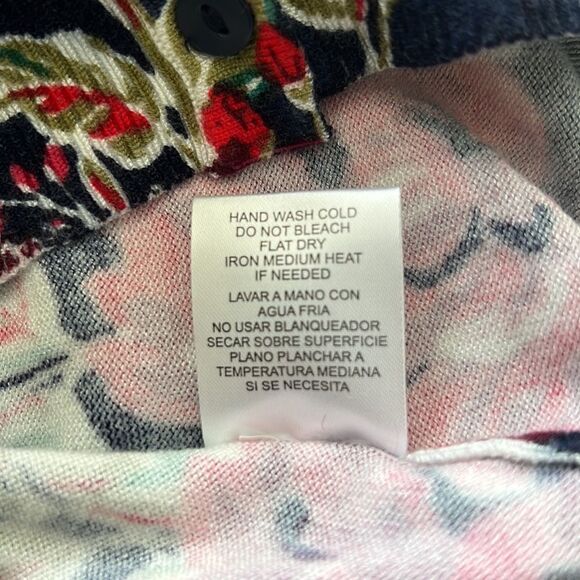 HAND WASH COLD
DO NOT BLEACH
FLAT DRY
IRON MEDIUM HEAT
IF NEEDED
LAVAR A MANO CON
AGUA FRIA
NO USAR BLANQUEADOR
SECAR SOBRE SUPERFICIE
PLANO PLANCHAR A
TEMPERATURA MEDIANA
SI SE NECESITA